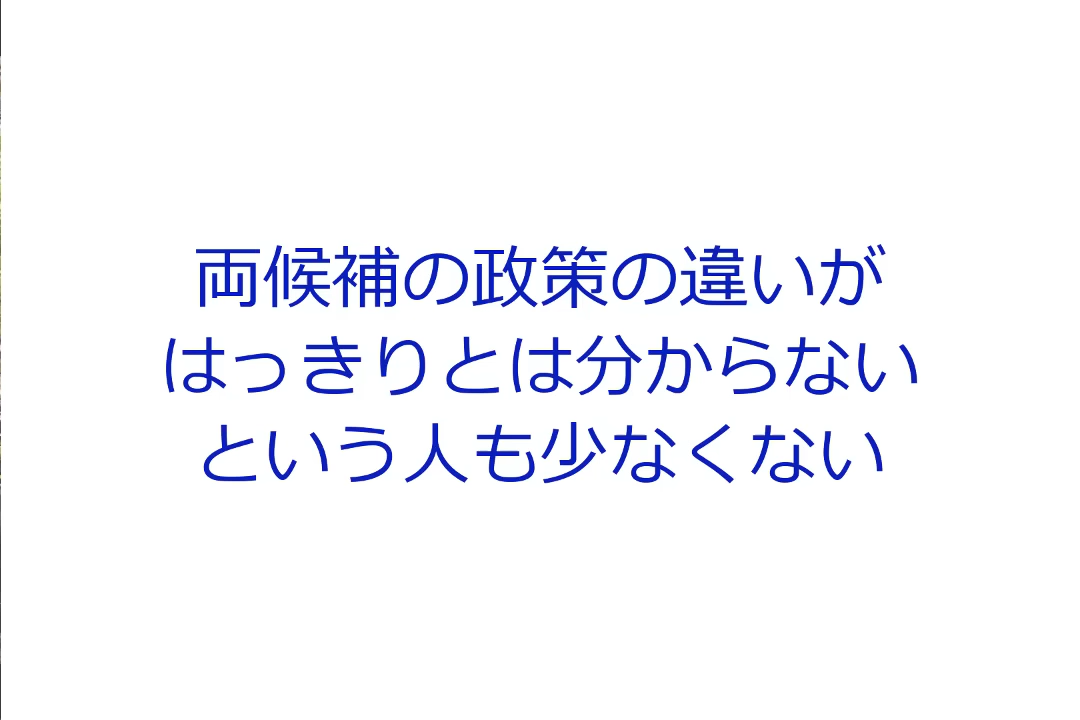 両候補の政策の違いが
はっきりとは分からない
という人も少なくない